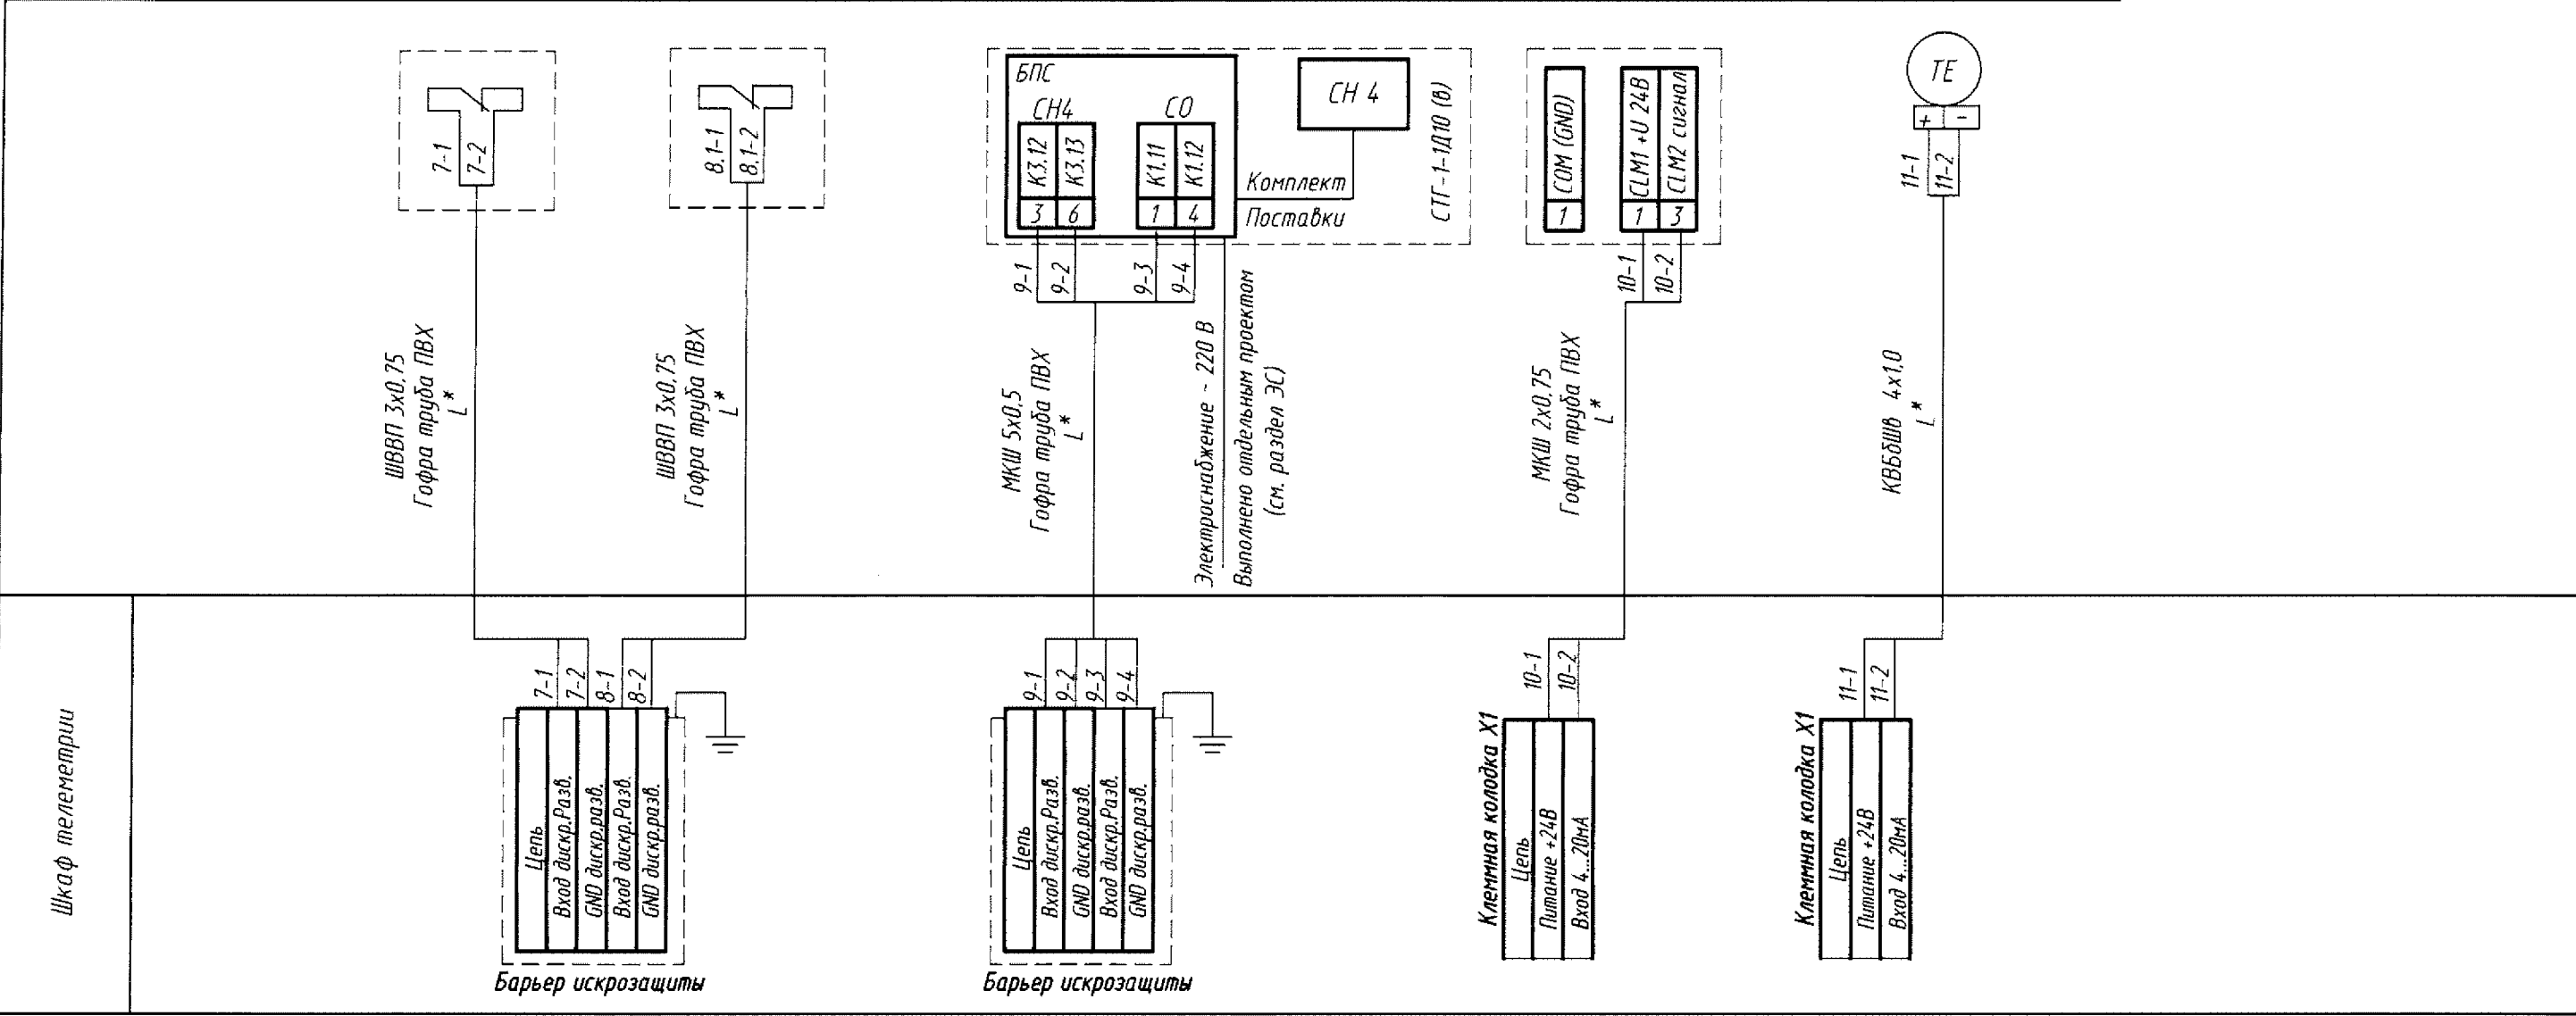 7-1
7-2
ШВВП 3х0,75
Гофра труба ПВХ
L*
8.1-1
8.1-2
ШВВП 3х0,75
Гофра труба ПВХ
L*
БПС
СН4
СО
К3.12
К3.13
К1.11
К1.12
3
6
1
4
СН 4
Комплект
Поставки
СТГ-1-1Д10 (в)
9-1
9-2
9-3
9-4
МКШ 5х0,5
Гофра труба ПВХ
L*
Электроснабжение ~ 220 В
Выполнено отдельным проектом
(см. раздел ЭС)
COM (GND)
CLM1 +U 24В
CLM2 сигнал
1
1
3
10-1
10-2
МКШ 2х0,75
Гофра труба ПВХ
L*
ТЕ
+
-
11-1
11-2
КВБбШв 4х1,0
L*
Шкаф телеметрии
7-1
7-2
8-1
8-2
Цепь
Вход дискр.Разв.
GND дискр.разв.
Вход дискр.Разв.
GND дискр.разв.
Барьер искрозащиты
9-1
9-2
9-3
9-4
Цепь
Вход дискр.Разв.
GND дискр.разв.
Вход дискр.Разв.
GND дискр.разв.
Барьер искрозащиты
10-1
10-2
Клеммная колодка X1
Цепь
Питание +24В
Вход 4...20мА
11-1
11-2
Клеммная колодка X1
Цепь
Питание +24В
Вход 4...20мА